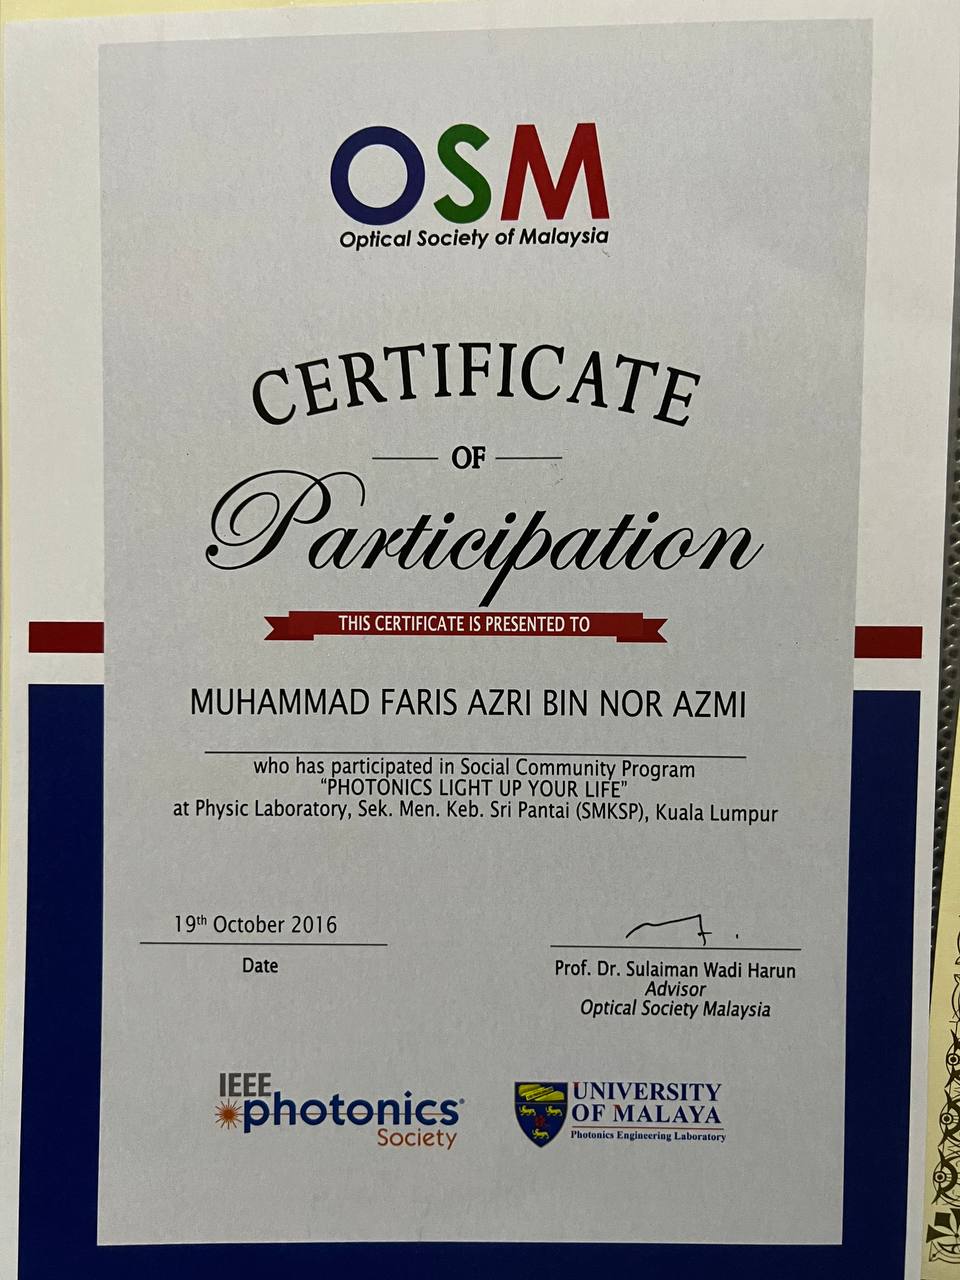 OSM
Optical Society of Malaysia
CERTIFICATE
OF
Participation
THIS CERTIFICATE IS PRESENTED TO
MUHAMMAD FARIS AZRI BIN NOR AZMI
who has participated in Social Community Program
“PHOTONICS LIGHT UP YOUR LIFE”
at Physic Laboratory, Sek. Men. Keb. Sri Pantai (SMKSP), Kuala Lumpur
19th October 2016
Date
Prof. Dr. Sulaiman Wadi Harun
Advisor
Optical Society Malaysia
IEEE
photonics®
Society
UNIVERSITY
OF MALAYA
Photonics Engineering Laboratory